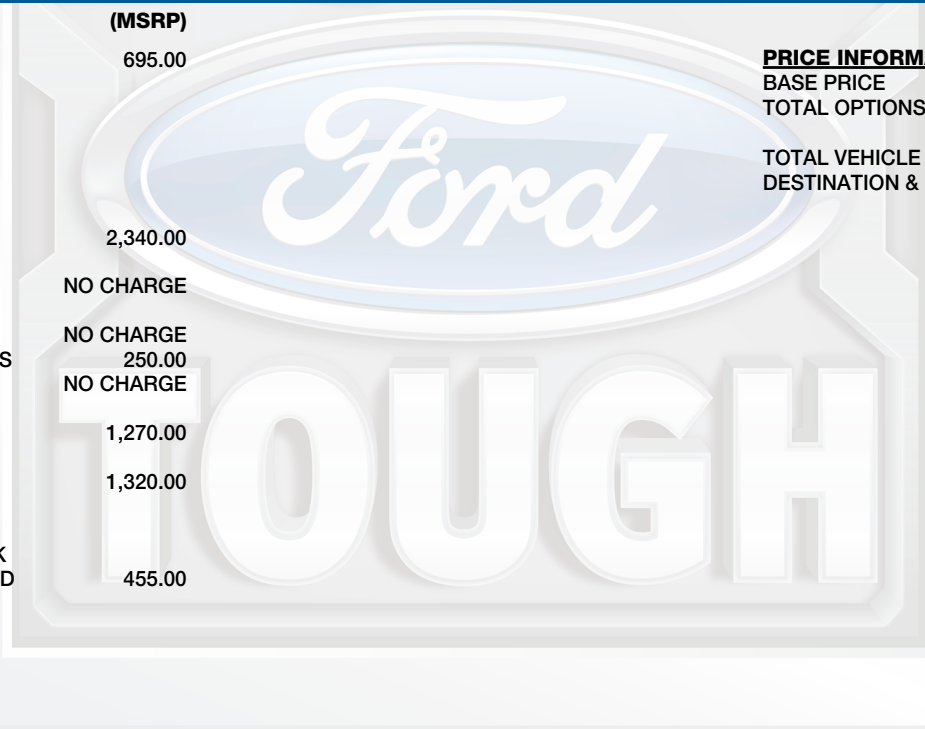 (MSRP)
695.00
2,340.00
NO CHARGE
NO CHARGE
S 250.00
NO CHARGE
1,270.00
1,320.00
K
D 455.00
PRICE INFORMA
BASE PRICE
TOTAL OPTIONS
TOTAL VEHICLE
DESTINATION &
Ford
TOUGH